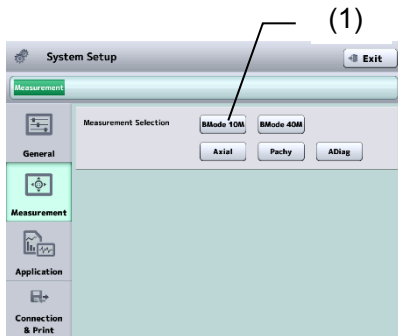 (1)
System Setup
Exit
Measurement
Measurement Selection
BMode 10M
BMode 40M
Axial
Pachy
ADiag
General
Measurement
Application
Connection
& Print